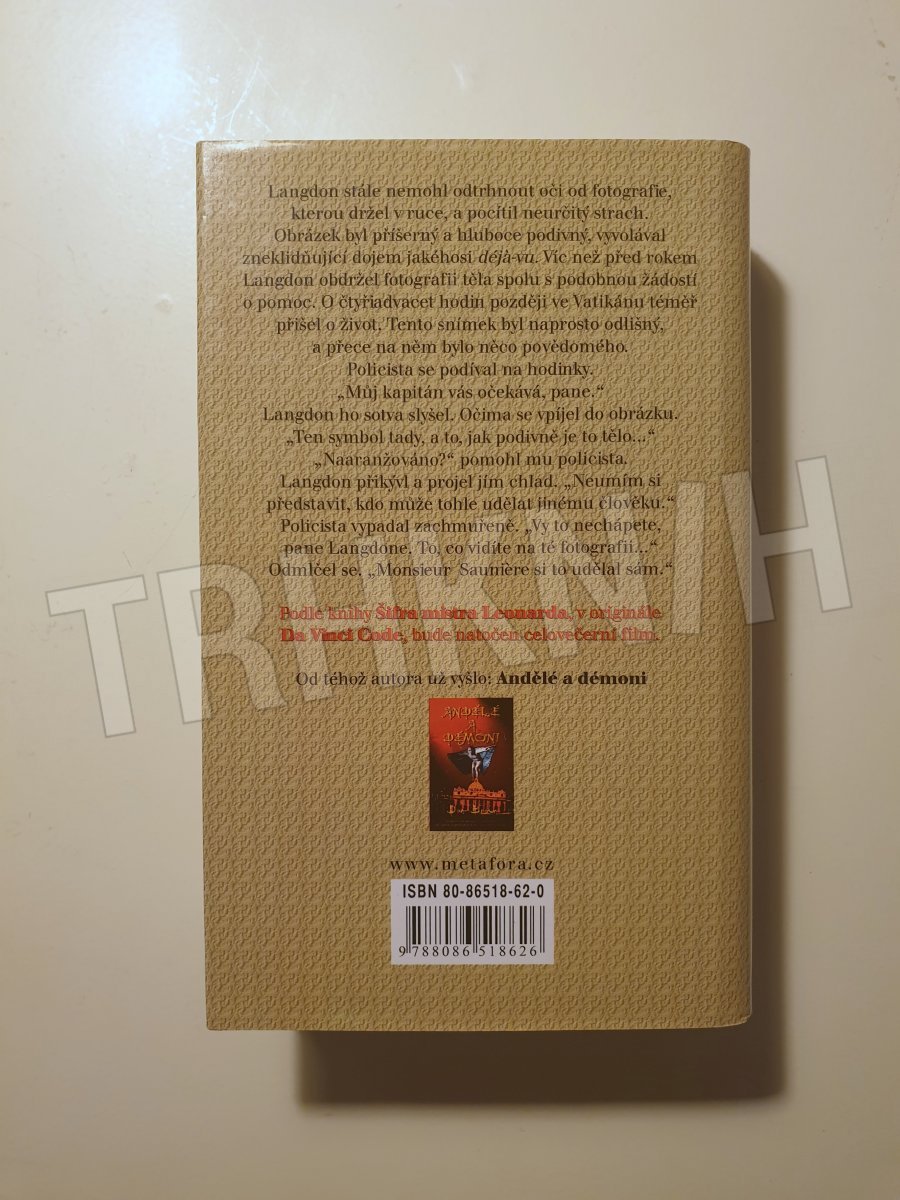 Langdon stále nemohl odtrhnout oči od fotografie,
kterou držel v ruce, a pocítil neurčitý strach.
Obrázek byl příšerný a hluboce podivný, vyvolával
zneklidňující dojem jakéhosi déjà-vu. Víc než před rokem
Langdon obdržel fotografii těla spolu s podobnou žádostí
o pomoc. O čtyřiadvacet hodin později ve Vatikánu téměř
přišel o život. Tento snímek byl naprosto odlišný,
a přece na něm bylo něco povědomého.
Policista se podíval na hodinky.
„Můj kapitán vás očekává, pane.“
Langdon ho sotva slyšel. Očima se vpíjel do obrázku.
„Ten symbol tady, a to, jak podivně je to tělo...“
„Naaranžováno?“ pomohl mu policista.
Langdon přikývl a projel jím chlad. „Neumím si
představit, kdo může tohle udělat jinému člověku.“
Policista vypadal zachmuřeně. „Vy to nechápete,
pane Langdone. To, co vidíte na té fotografii...“
Odmlčel se. „Monsieur Saunière si to udělal sám.“
Podle knihy Šifra mistra Leonarda, v originále
Da Vinci Code, bude natočen celovečerní film.
Od téhož autora už vyšlo: Andělé a démoni
ANDĚLÉ
A
DÉMONI
www.metafora.cz
ISBN 80-86518-62-0
9 788086 518626
TRHKNIH